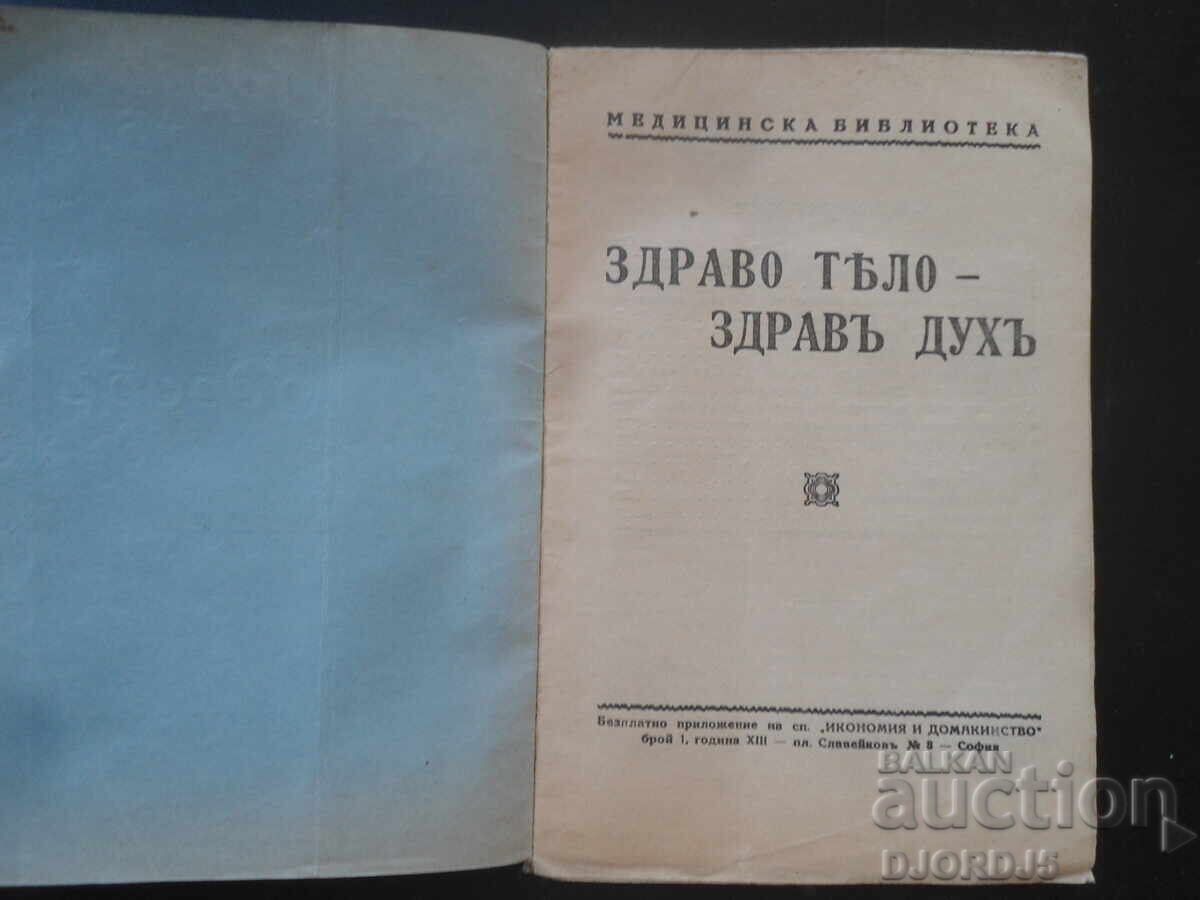 МЕДИЦИНСКА БИБЛИОТЕКА
ЗДРАВО ТѢЛО –
ЗДРАВЪ ДУХЪ
Безплатно приложение на сп. „ИКОНОМИЯ И ДОМАКИНСТВО"
брой 1, година XIII — пл. Славейковъ № 8 — София
BALKAN
auction
DJORDJ5